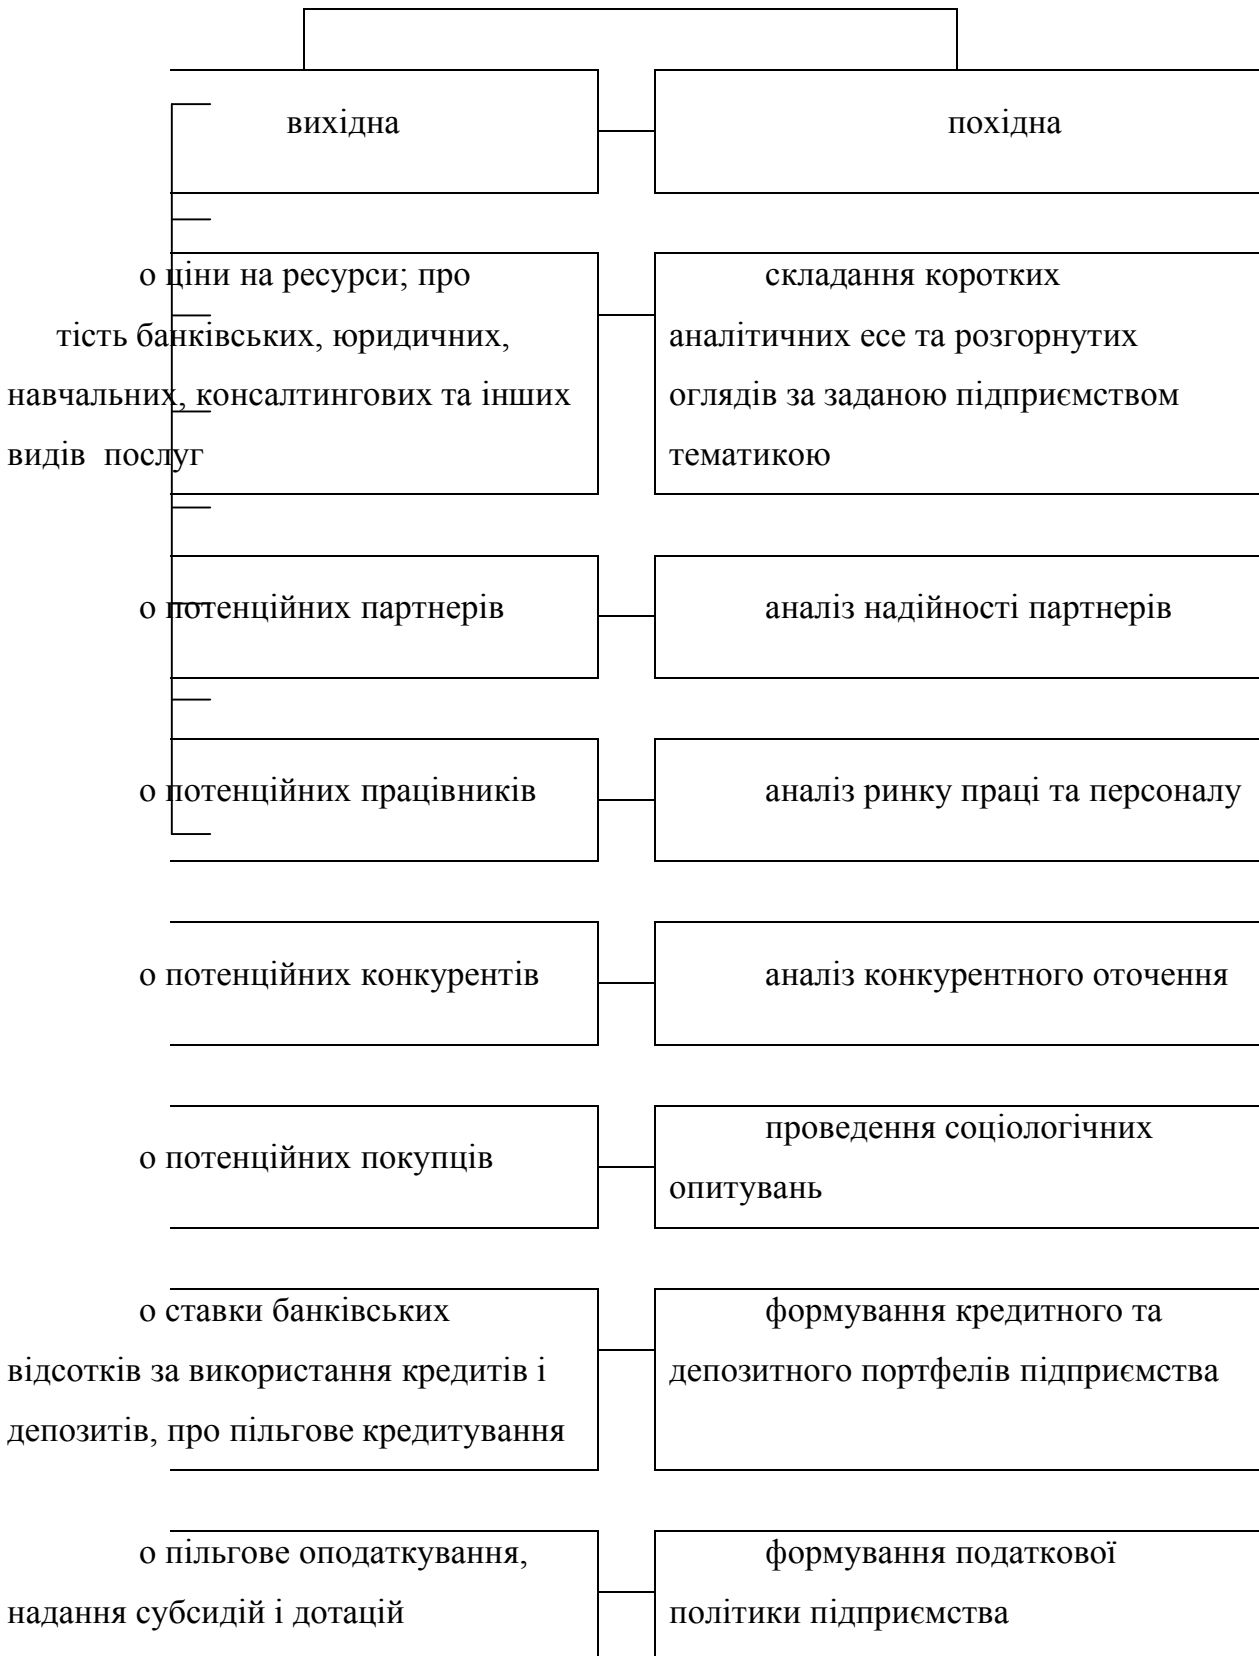 вихідна
похідна
о ціни на ресурси; про
тість банківських, юридичних,
навчальних, консалтингових та інших
видів послуг
складання коротких
аналітичних есе та розгорнутих
оглядів за заданою підприємством
тематикою
о потенційних партнерів
аналіз надійності партнерів
о потенційних працівників
аналіз ринку праці та персоналу
о потенційних конкурентів
аналіз конкурентного оточення
о потенційних покупців
проведення соціологічних
опитувань
о ставки банківських
відсотків за використання кредитів і
депозитів, про пільгове кредитування
формування кредитного та
депозитного портфелів підприємства
о пільгове оподаткування,
надання субсидій і дотацій
формування податкової
політики підприємства